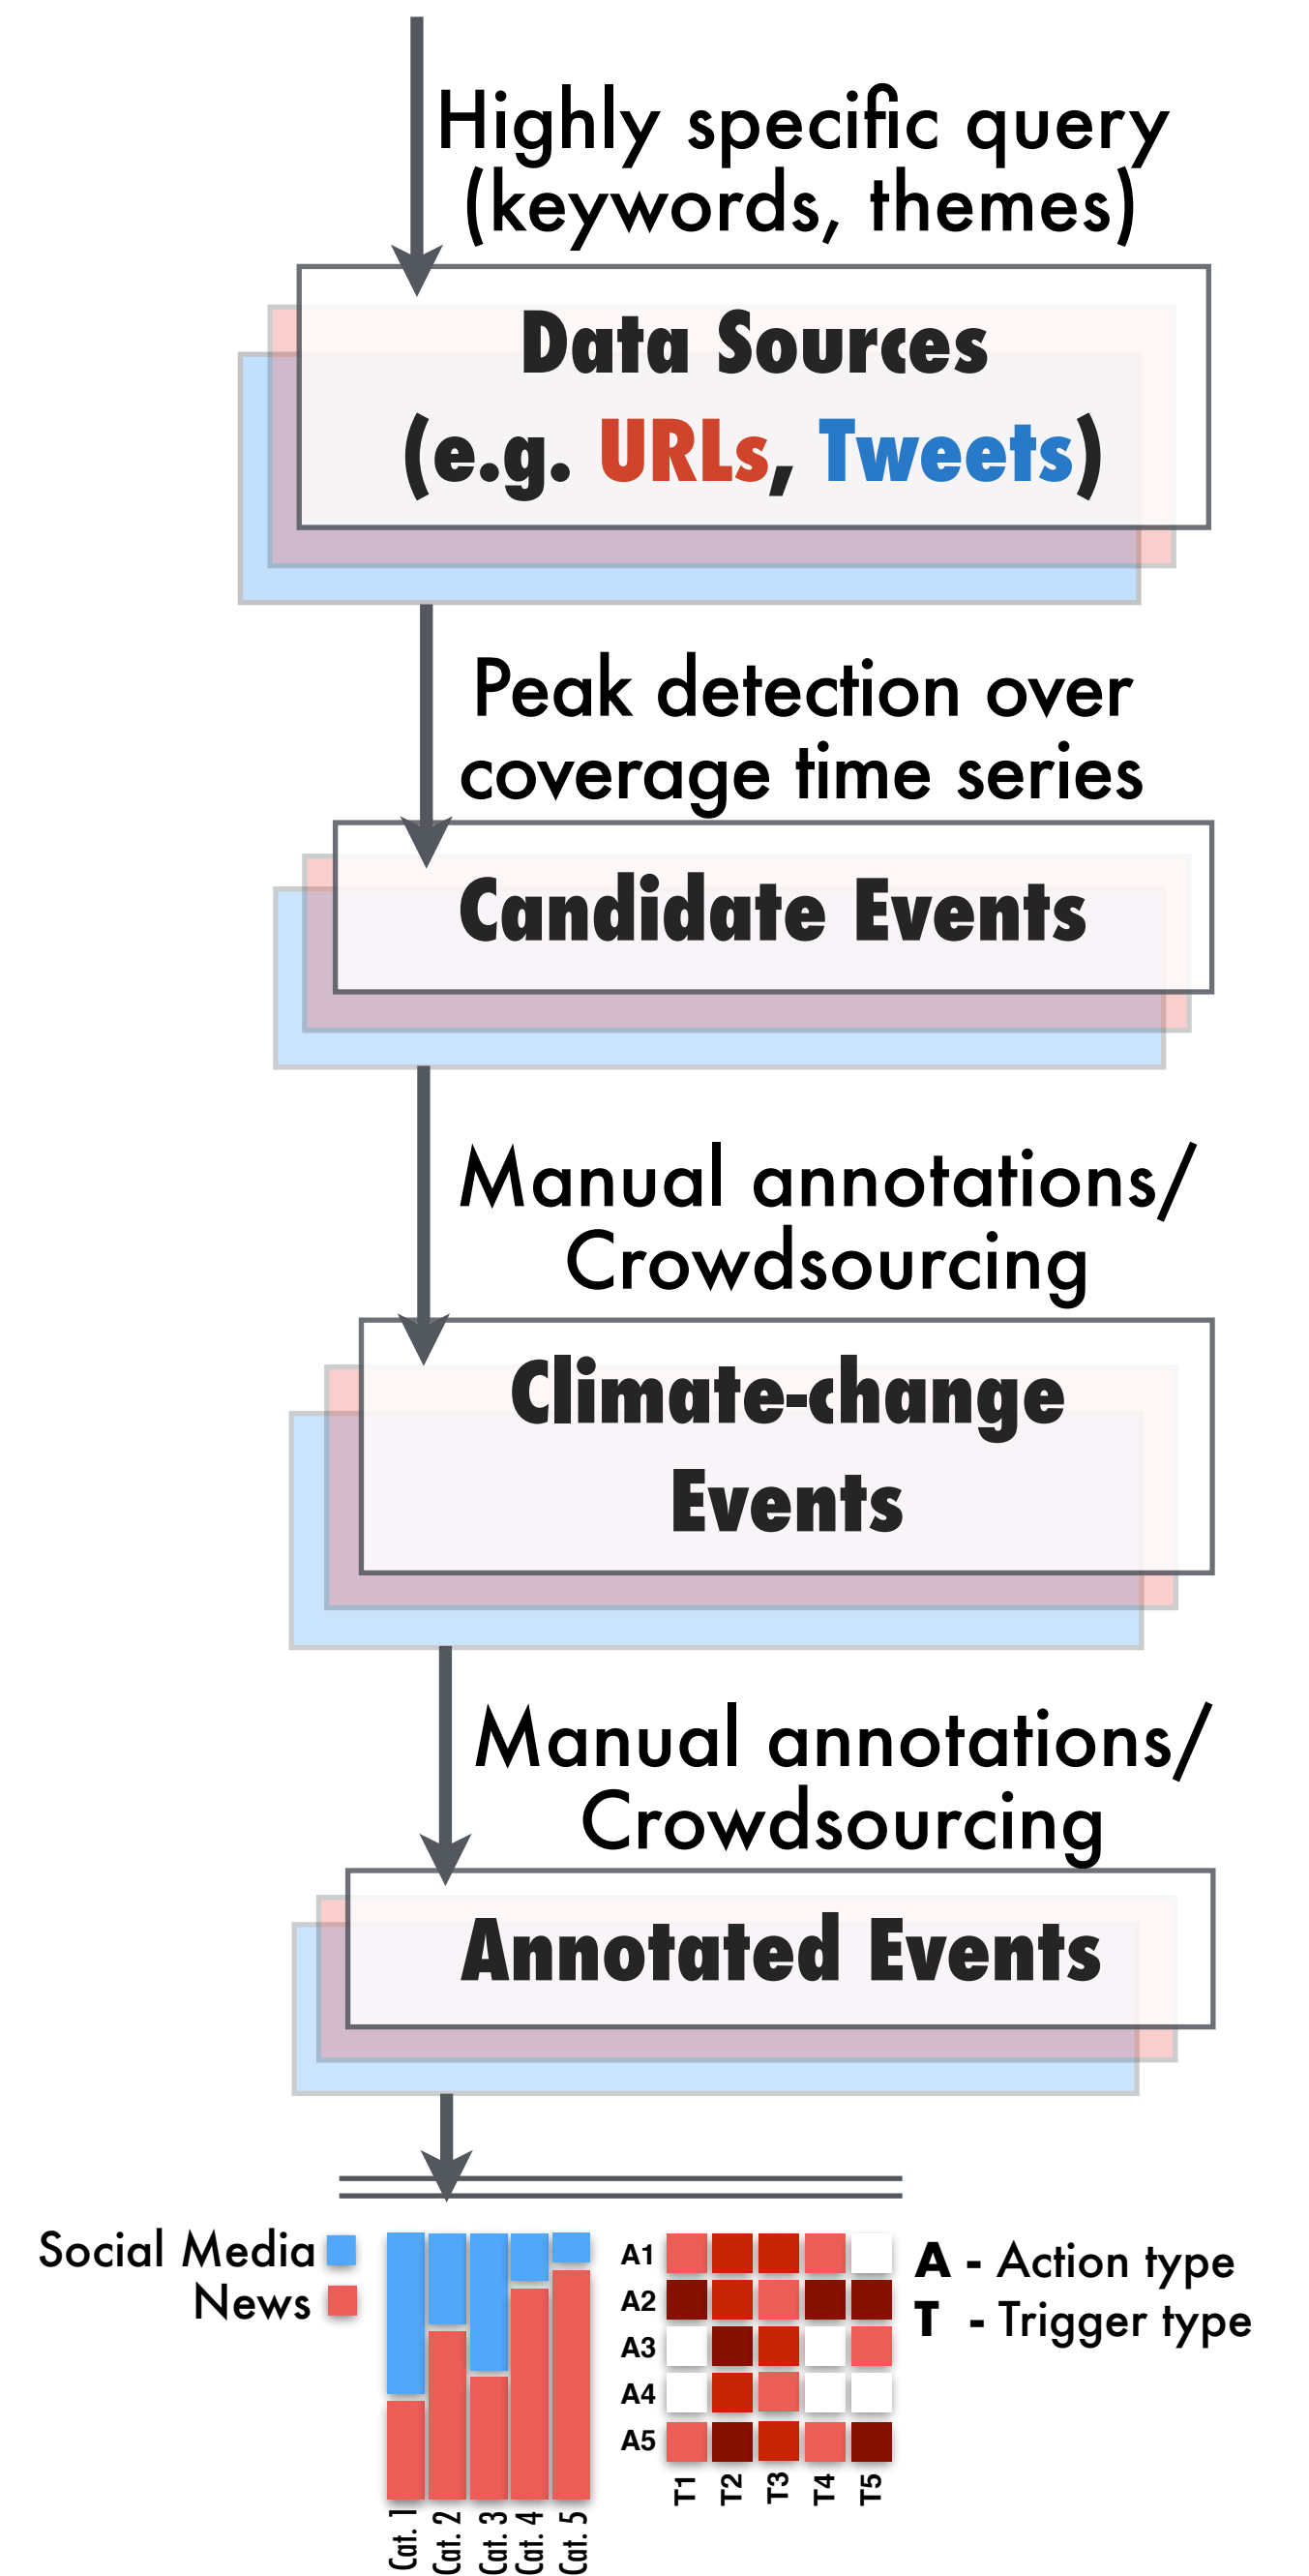 Highly specific query
(keywords, themes)
Data Sources
(e.g. URLs, Tweets)
Peak detection over
coverage time series
Candidate Events
Manual annotations/
Crowdsourcing
Climate-change
Events
Manual annotations/
Crowdsourcing
Annotated Events
Social Media
News
Cat. 1
Cat. 2
Cat. 3
Cat. 4
Cat. 5
A1
A2
A3
A4
A5
T1
T2
T3
T4
T5
A - Action type
T - Trigger type